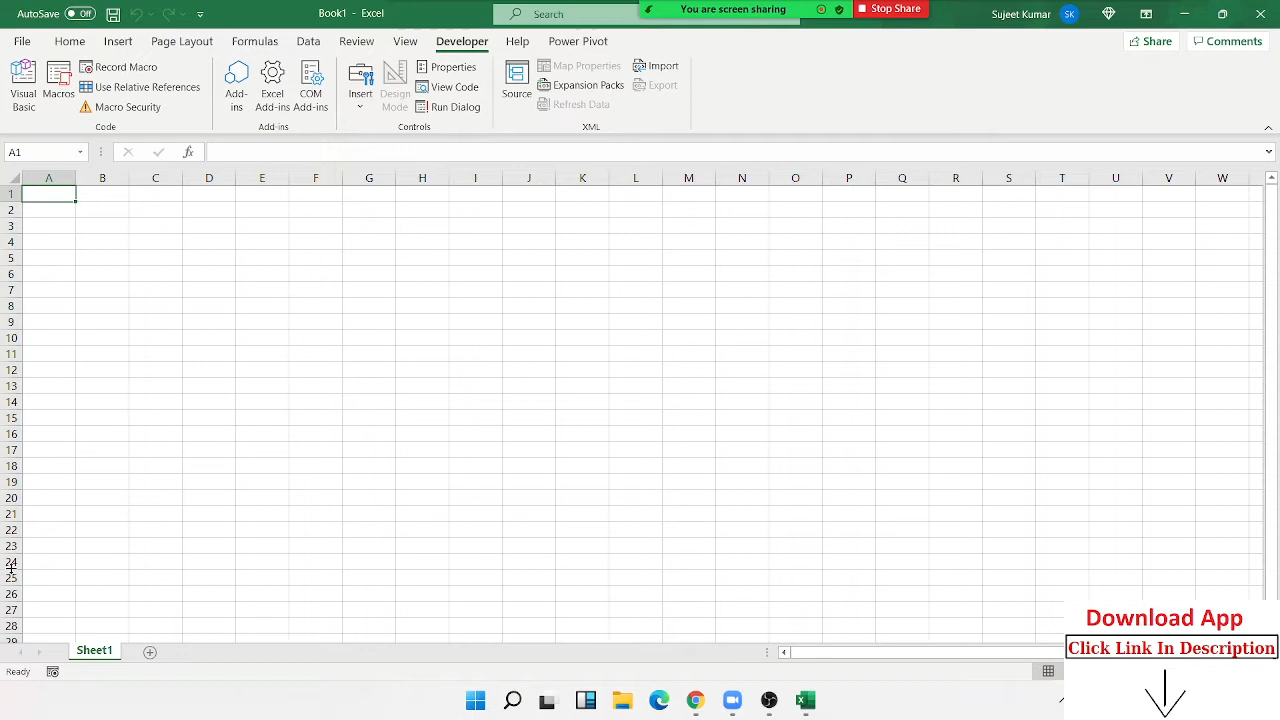 AutoSave Off Book1 - Excel Search You are screen sharing Stop Share Sujeet Kumar SK
File Home Insert Page Layout Formulas Data Review View Developer Help Power Pivot Share Comments
Visual Basic Macros Record Macro Use Relative References Macro Security
Code
Add-ins Excel Add-ins COM Add-ins
Add-ins
Insert Design Mode Properties View Code Run Dialog
Controls
Source Map Properties Expansion Packs Refresh Data Import Export
XML
A1 fx
A B C D E F G H I J K L M N O P Q R S T U V W
1
2
3
4
5
6
7
8
9
10
11
12
13
14
15
16
17
18
19
20
21
22
23
24
25
26
27
28
29
Sheet1
Ready
Download App
Click Link In Description